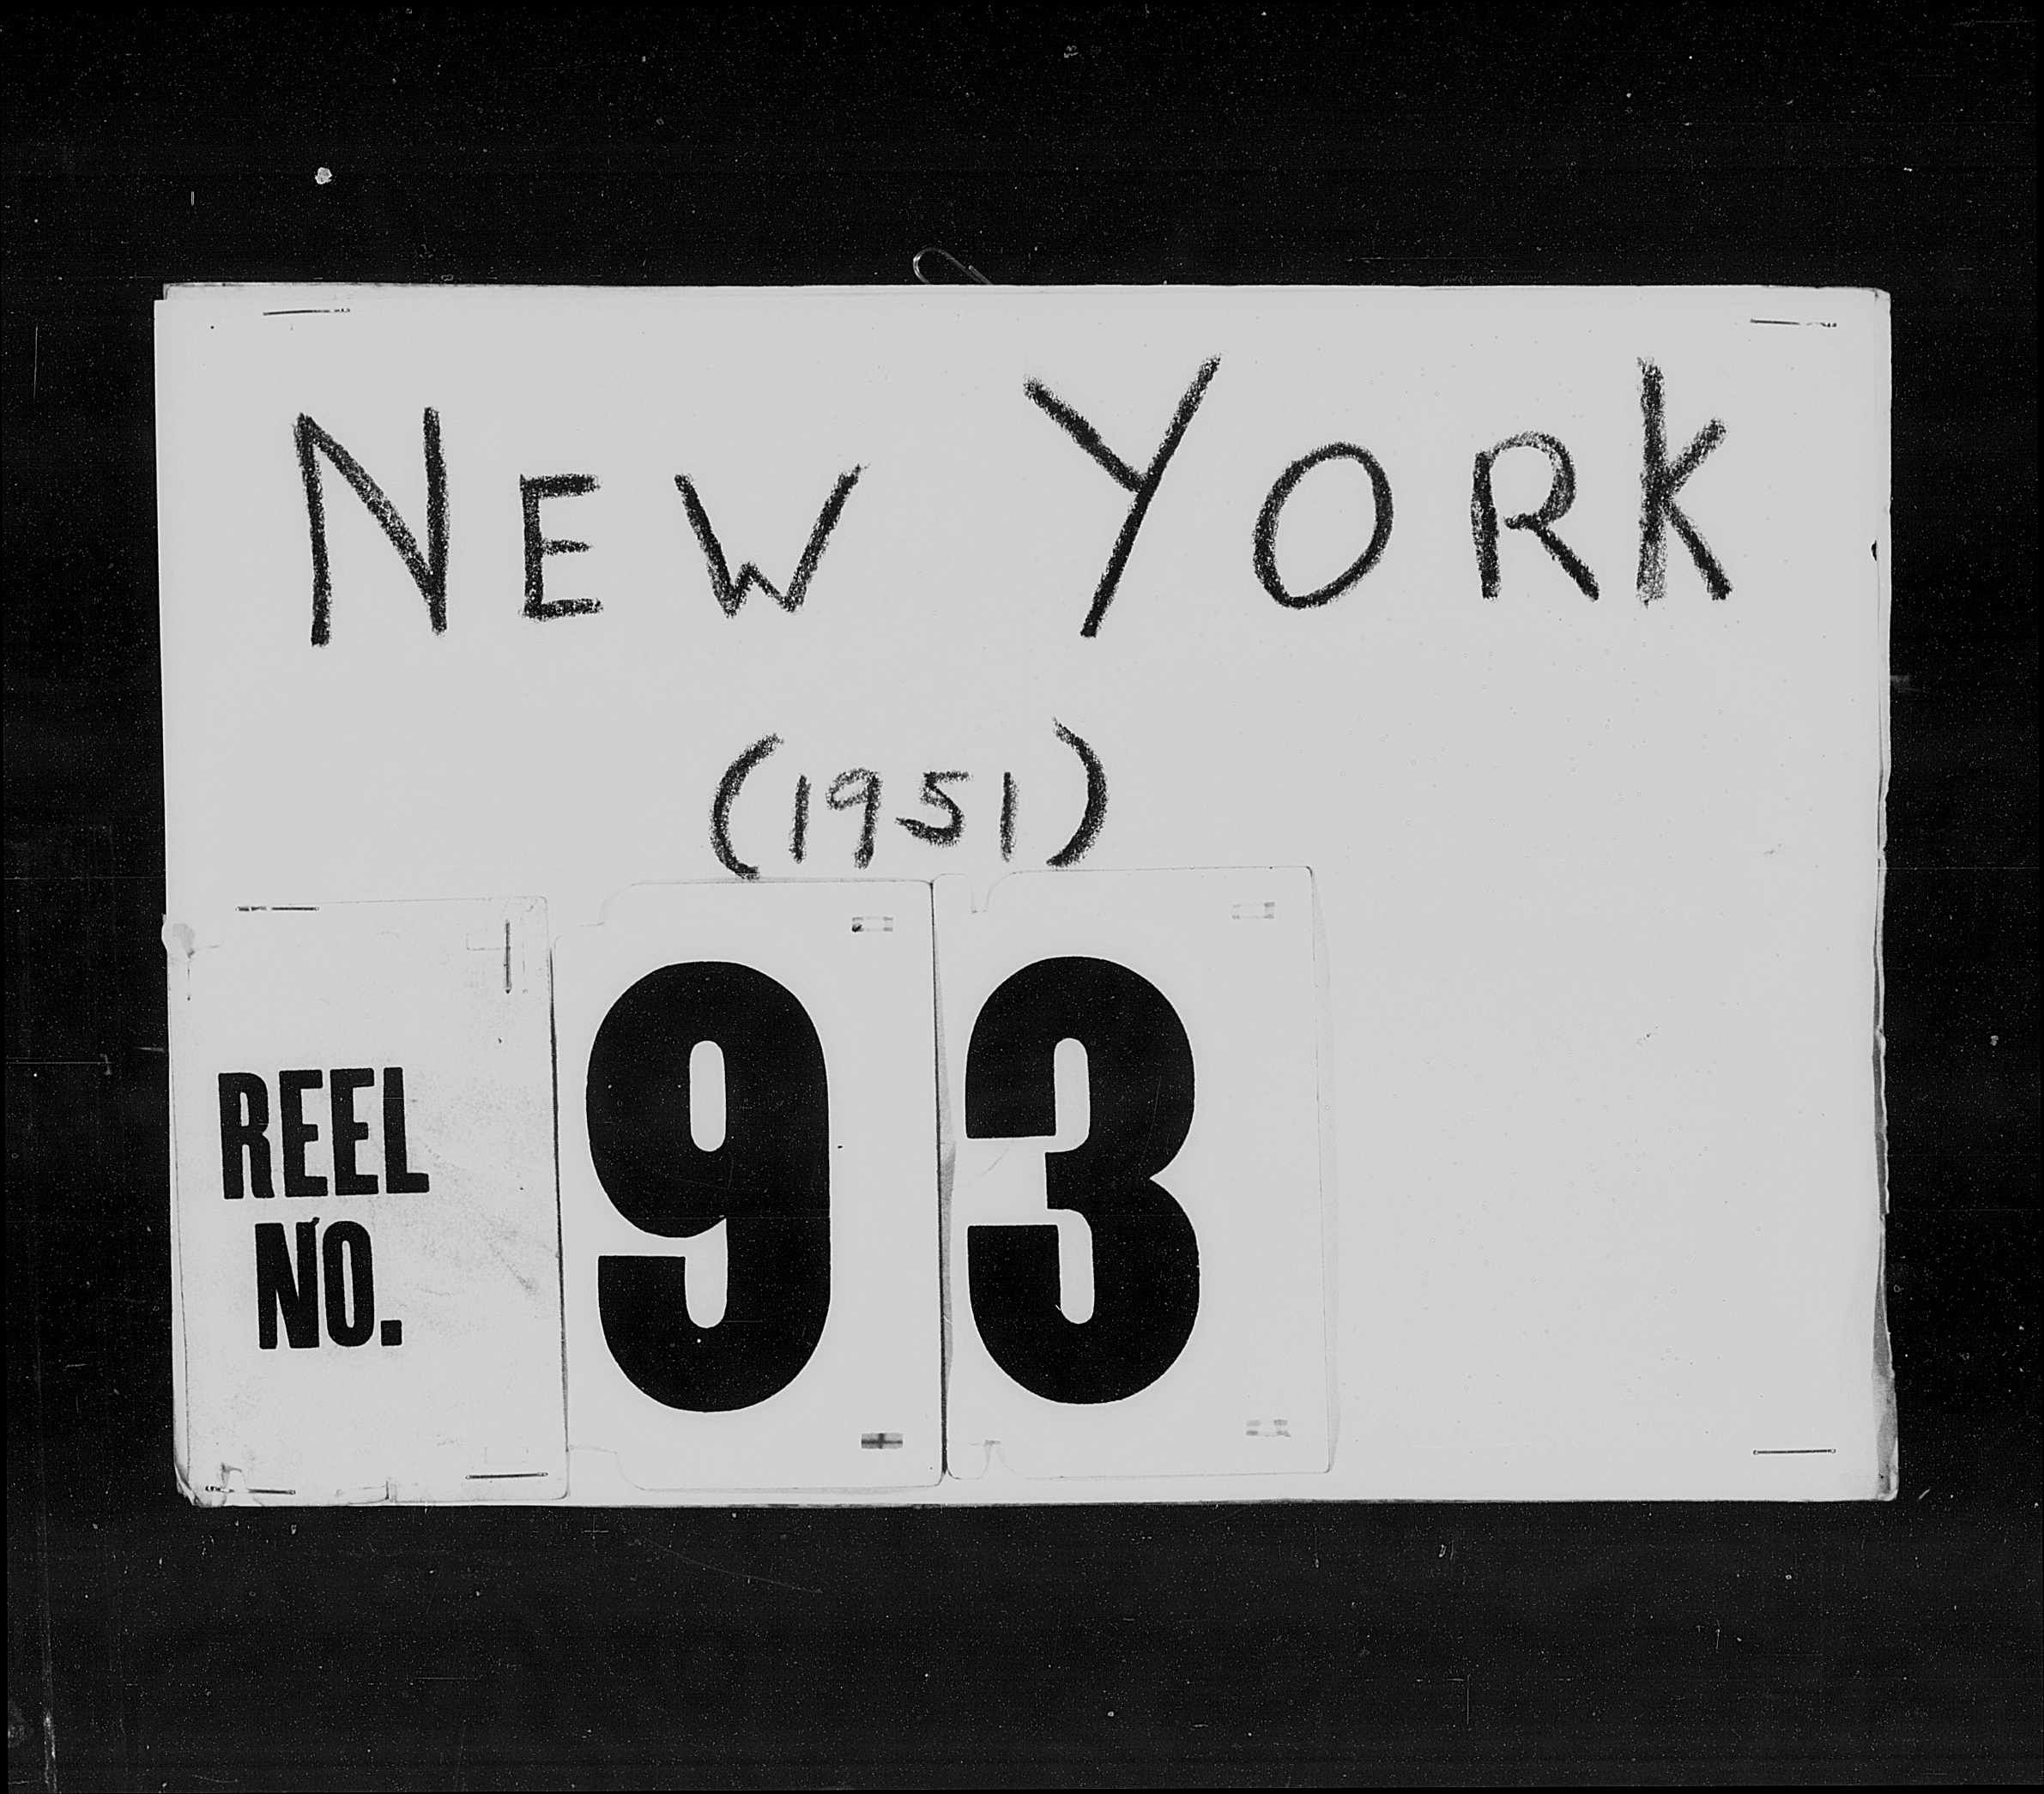 NEW YORK
(1951)
REEL
NO.
93